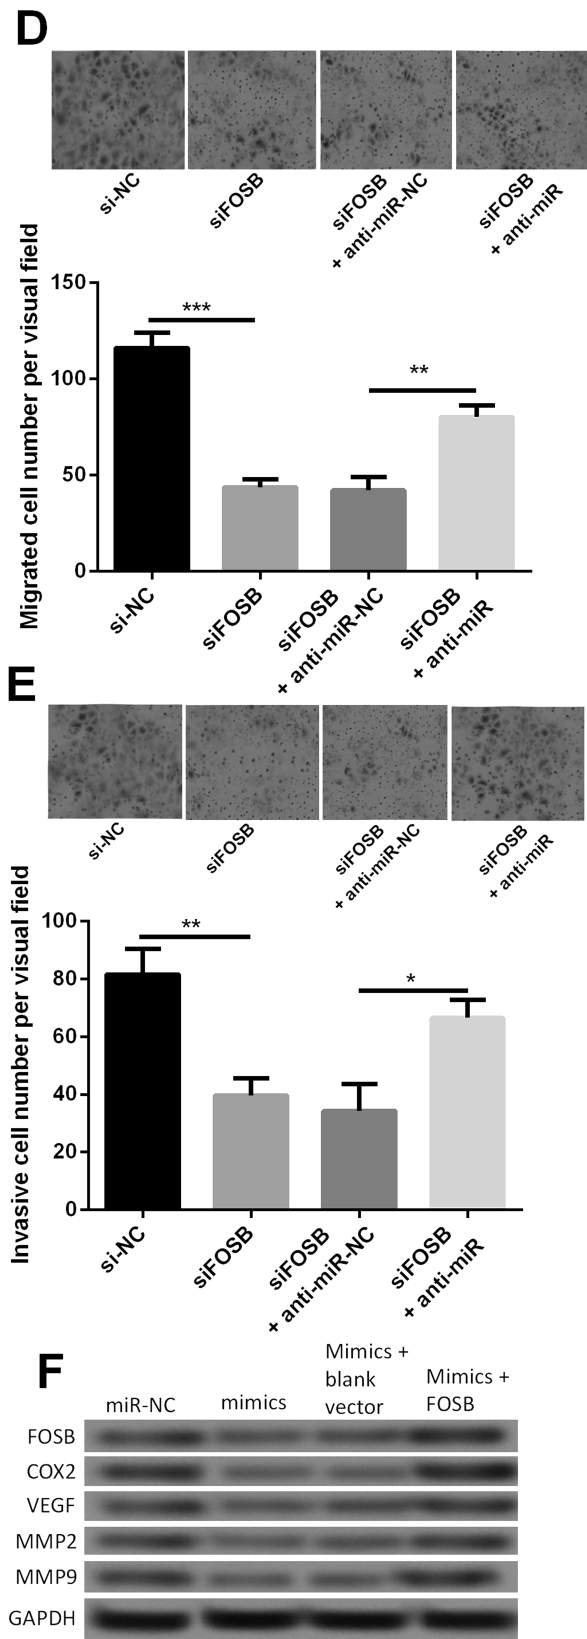 D
si-NC
siFOSB
siFOSB
+ anti-miR-NC
siFOSB
+ anti-miR
Migrated cell number per visual field
150
100
50
0
***
**
si-NC
siFOSB
siFOSB
+ anti-miR-NC
siFOSB
+ anti-miR
E
si-NC
siFOSB
siFOSB
+ anti-miR-NC
siFOSB
+ anti-miR
Invasive cell number per visual field
100
80
60
40
20
0
**
*
si-NC
siFOSB
siFOSB
+ anti-miR-NC
siFOSB
+ anti-miR
F
miR-NC
mimics
Mimics +
blank
vector
Mimics +
FOSB
FOSB
COX2
VEGF
MMP2
MMP9
GAPDH